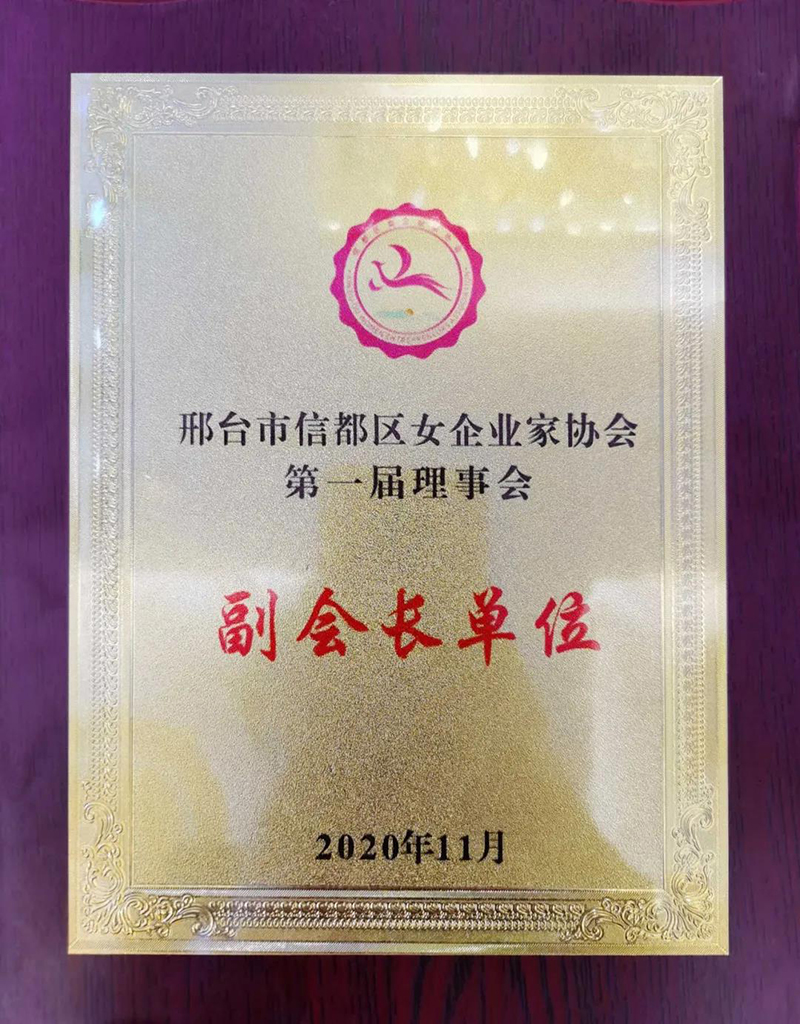 邢台市信都区女企业家协会
第一届理事会
副会长单位
2020年11月